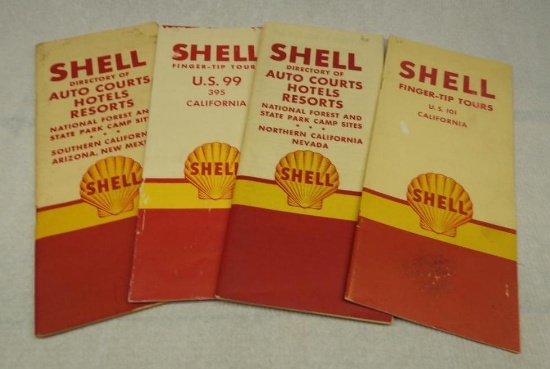 SHELL
DIRECTORY OF
AUTO COURTS
HOTELS
RESORTS
NATIONAL FOREST AND
STATE PARK CAMP SITES
SOUTHERN CALIFORNIA
ARIZONA, NEW MEXICO
SHELL
SHELL
FINGER-TIP TOURS
U.S. 99
395
CALIFORNIA
SHELL
SHELL
DIRECTORY OF
AUTO COURTS
HOTELS
RESORTS
NATIONAL FOREST AND
STATE PARK CAMP SITES
NORTHERN CALIFORNIA
NEVADA
SHELL
SHELL
FINGER-TIP TOURS
U.S. 101
CALIFORNIA
SHELL